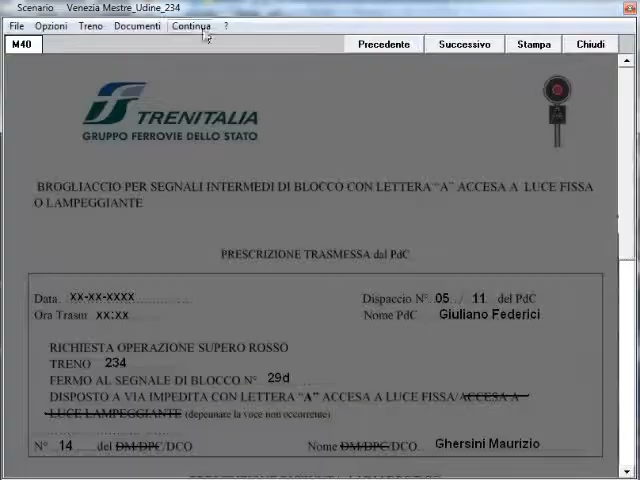 Scenario Venezia Mestre_Udine_234
File Opzioni Treno Documenti Continua ?
M40 Precedente Successivo Stampa Chiudi
TRENITALIA
GRUPPO FERROVIE DELLO STATO
BROGLIACCIO PER SEGNALI INTERMEDI DI BLOCCO CON LETTERA "A" ACCESA A LUCE FISSA
O LAMPEGGIANTE
PRESCRIZIONE TRASMESSA dal PdC
Data xx-xx-xxxx Dispaccio N° 05 / 11 del PdC
Ora Trasm xx:xx Nome PdC Giuliano Federici
RICHIESTA OPERAZIONE SUPERO ROSSO
TRENO 234
FERMO AL SEGNALE DI BLOCCO N° 29d
DISPOSTO A VIA IMPEDITA CON LETTERA "A" ACCESA A LUCE FISSA/ACCESA A
LUCE LAMPEGGIANTE (depennare la voce non occorrente)
N° 14 del DM/DPC/DCO Nome DM/DPC/DCO Ghersini Maurizio